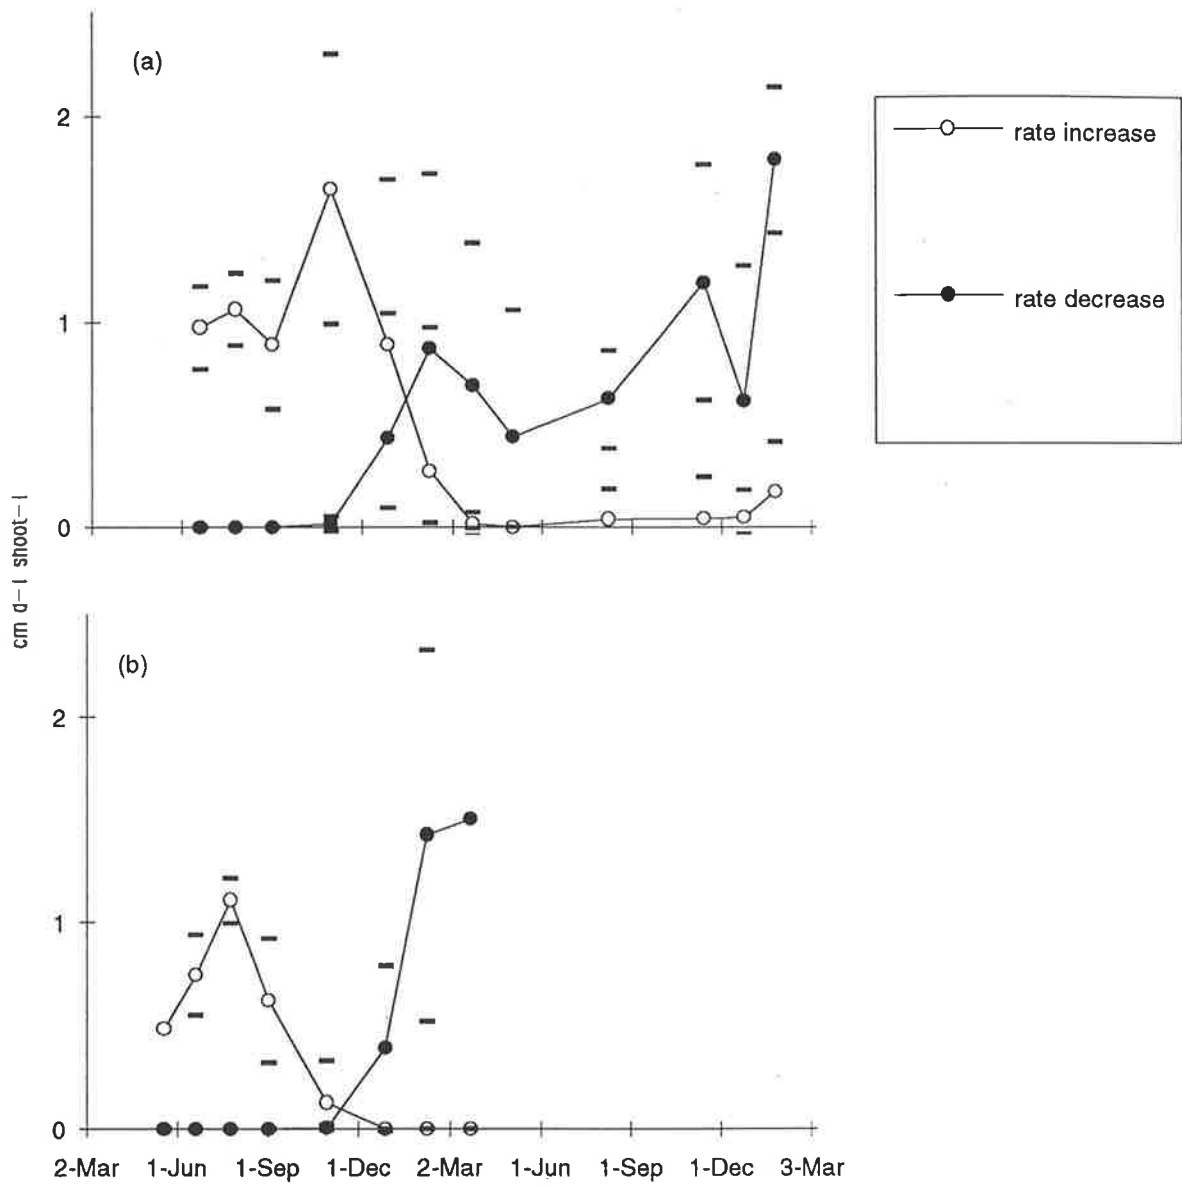 (a)
2
1
0
rate increase
rate decrease
cm d-1 shoot-1
(b)
2
1
0
2-Mar 1-Jun 1-Sep 1-Dec 2-Mar 1-Jun 1-Sep 1-Dec 3-Mar